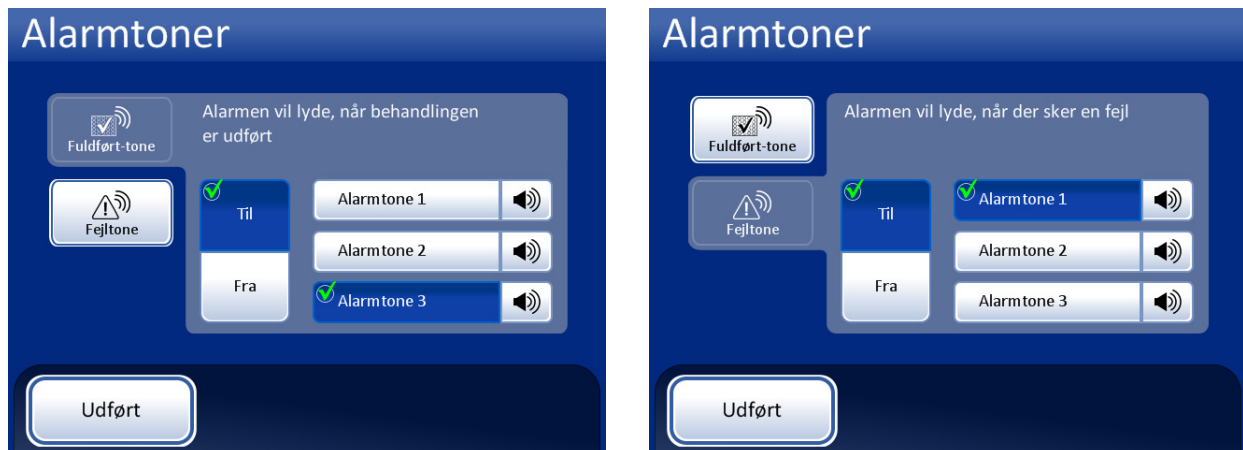 Alarmtoner
Fuldført-tone
Alarmen vil lyde, når behandlingen
er udført
Fejltone
Til
Fra
Alarmtone 1
Alarmtone 2
Alarmtone 3
Udført
Alarmtoner
Fuldført-tone
Alarmen vil lyde, når der sker en fejl
Fejltone
Til
Fra
Alarmtone 1
Alarmtone 2
Alarmtone 3
Udført